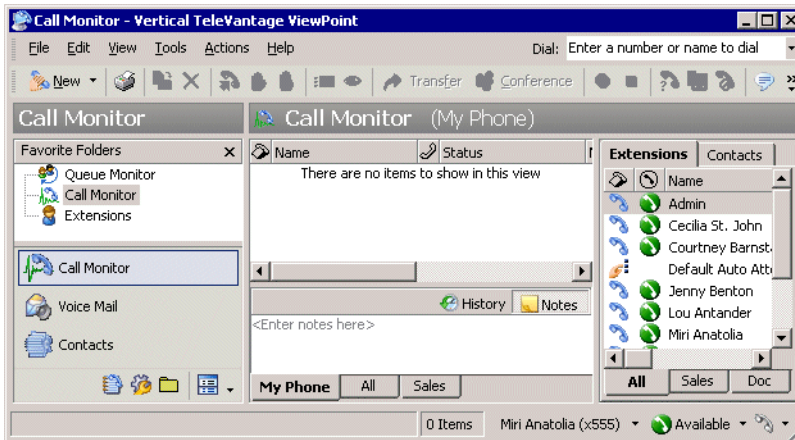 Call Monitor - Vertical TeleVantage ViewPoint
File Edit View Tools Actions Help Dial: Enter a number or name to dial
New Transfer Conference
Call Monitor
Call Monitor (My Phone)
Favorite Folders
Queue Monitor
Call Monitor
Extensions
Call Monitor
Voice Mail
Contacts
Name Status
There are no items to show in this view
History Notes
<Enter notes here>
My Phone All Sales
Extensions Contacts
Name
Admin
Cecilia St. John
Courtney Barnst
Default Auto Atte
Jenny Benton
Lou Antander
Miri Anatolia
All Sales Doc
0 Items Miri Anatolia (x555) Available